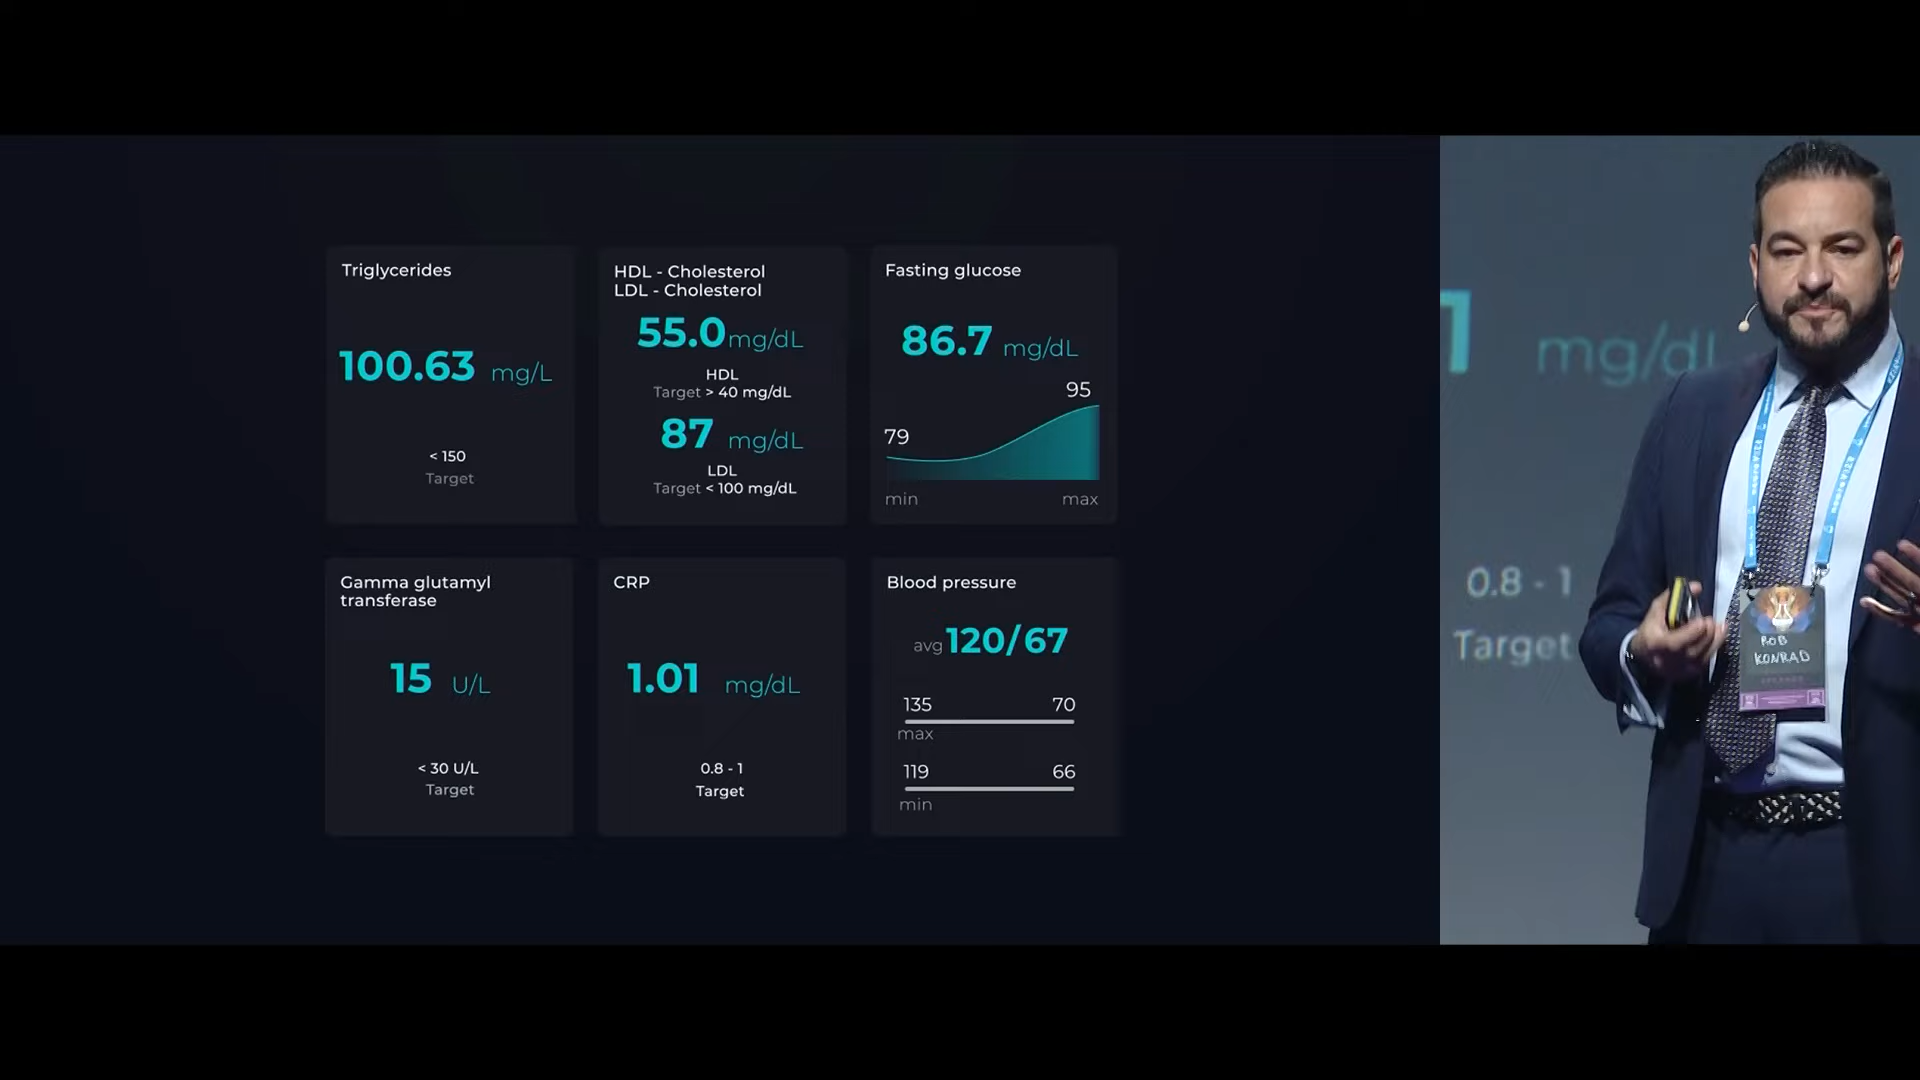 Triglycerides
100.63 mg/L
< 150
Target
HDL - Cholesterol
LDL - Cholesterol
55.0 mg/dL
HDL
Target > 40 mg/dL
87 mg/dL
LDL
Target < 100 mg/dL
Fasting glucose
86.7 mg/dL
95
79
min max
Gamma glutamyl
transferase
15 U/L
< 30 U/L
Target
CRP
1.01 mg/dL
0.8 - 1
Target
Blood pressure
avg 120/67
135 70
max
119 66
min
1 mg/dl
0.8 - 1
Target
ROB
KONRAD